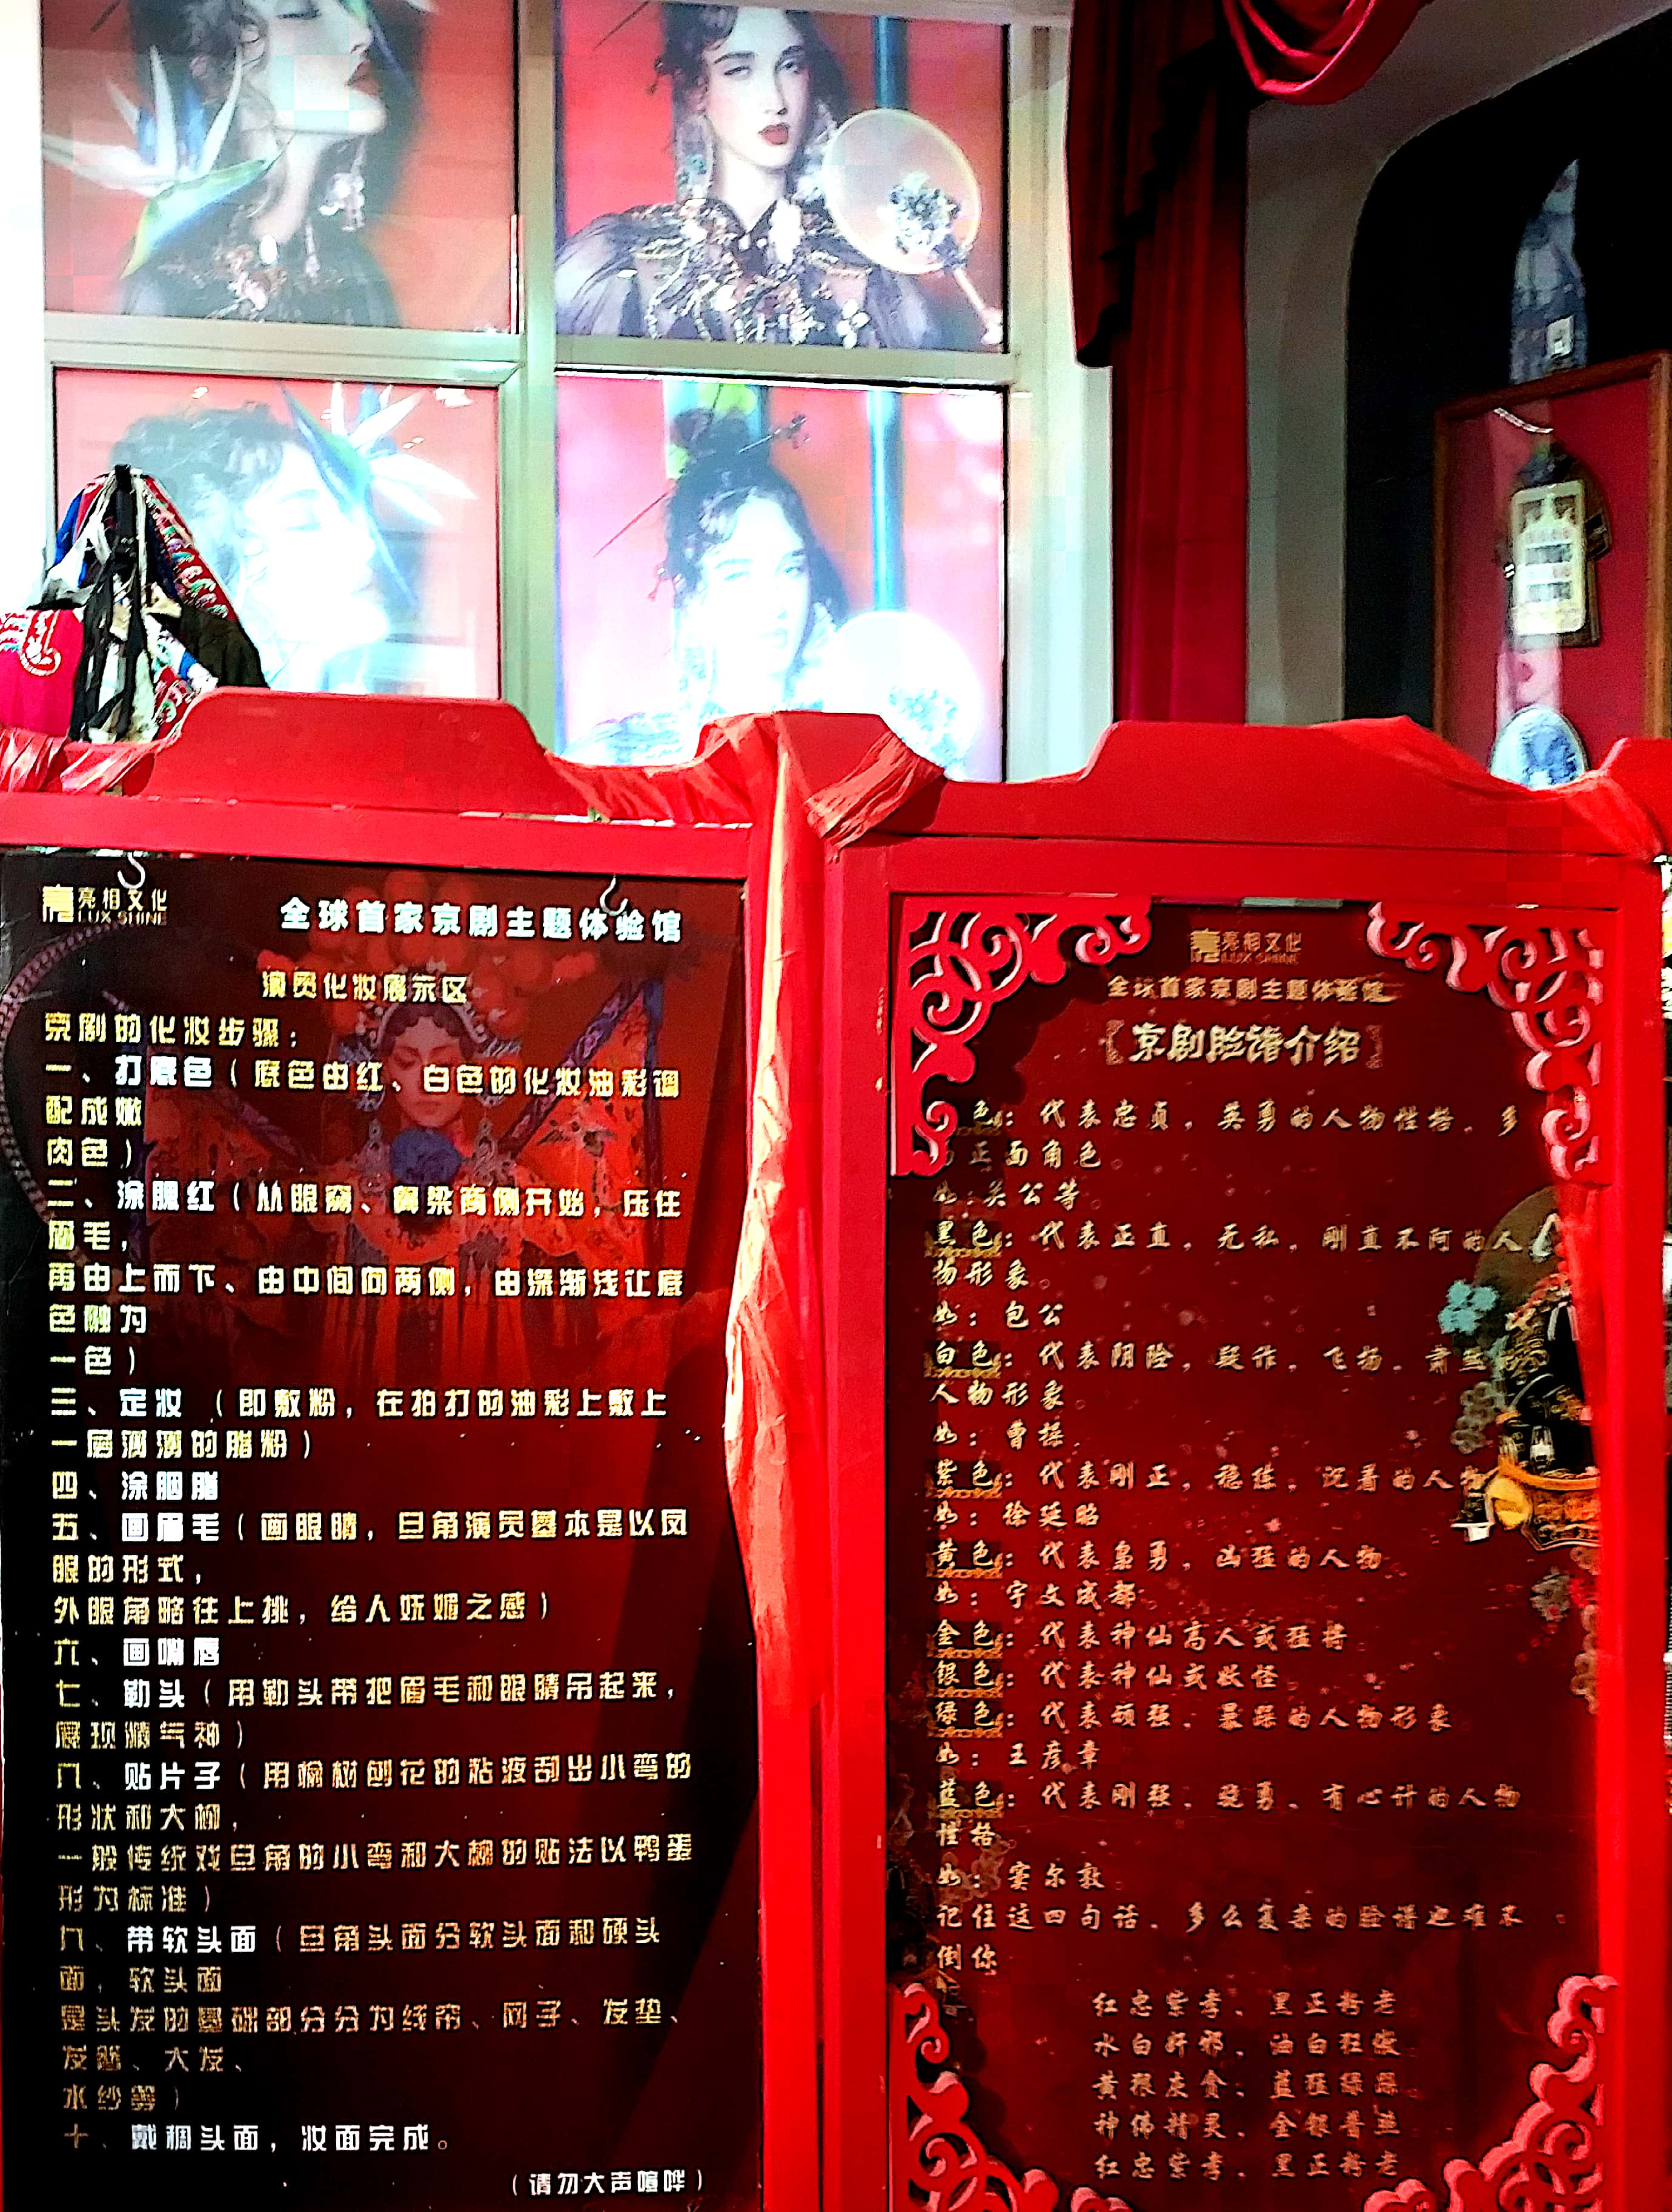 亮相文化
LUX SHINE
全球首家京剧主题体验馆
演员化妆展示区
京剧的化妆步骤：
一、打底色（底色由红、白色的化妆油彩调
配成嫩
肉色）
二、涂腮红（从眼窝、鼻梁两侧开始，压住
眉毛，
再由上而下、由中间向两侧，由深渐浅让底
色融为
一色）
三、定妆（即敷粉，在拍打的油彩上敷上
一层薄薄的脂粉）
四、涂胭脂
五、画眉毛（画眼睛，旦角演员基本是以凤
眼的形式，
外眼角略往上挑，给人妩媚之感）
六、画嘴唇
七、勒头（用勒头带把眉毛和眼睛吊起来，
展现精气神）
八、贴片子（用榆树刨花的粘液刮出小弯的
形状和大柳，
一般传统戏旦角的小弯和大柳的贴法以鸭蛋
形为标准）
九、带软头面（旦角头面分软头面和硬头
面，软头面
是头发的基础部分分为线帘、网子、发垫、
发髻、大发、
水纱等）
十、戴稠头面，妆面完成。
（请勿大声喧哗）
亮相文化
LUX SHINE
全球首家京剧主题体验馆
【京剧脸谱介绍】
色：代表忠贞，英勇的人物性格，多
正面角色。
如：关公等。
黑色：代表正直，无私，刚直不阿的人
物形象。
如：包公
白色：代表阴险，疑诈，飞扬，肃
人物形象。
如：曹操
紫色：代表刚正，稳练，沉着的人物
如：徐延昭
黄色：代表枭勇，凶猛的人物
如：宇文成都
金色：代表神仙高人或猛将
银色：代表神仙或妖怪
绿色：代表顽强，暴躁的人物形象
如：王彦章
蓝色：代表刚强，骁勇，有心计的人物
性格
如：窦尔敦
记住这四句话，多么复杂的脸谱也难不
倒你
红忠紫孝、黑正粉老
水白奸邪、油白狂傲
黄狠灰贪、蓝猛绿躁
神佛精灵、金银普照
红忠紫孝、黑正粉老